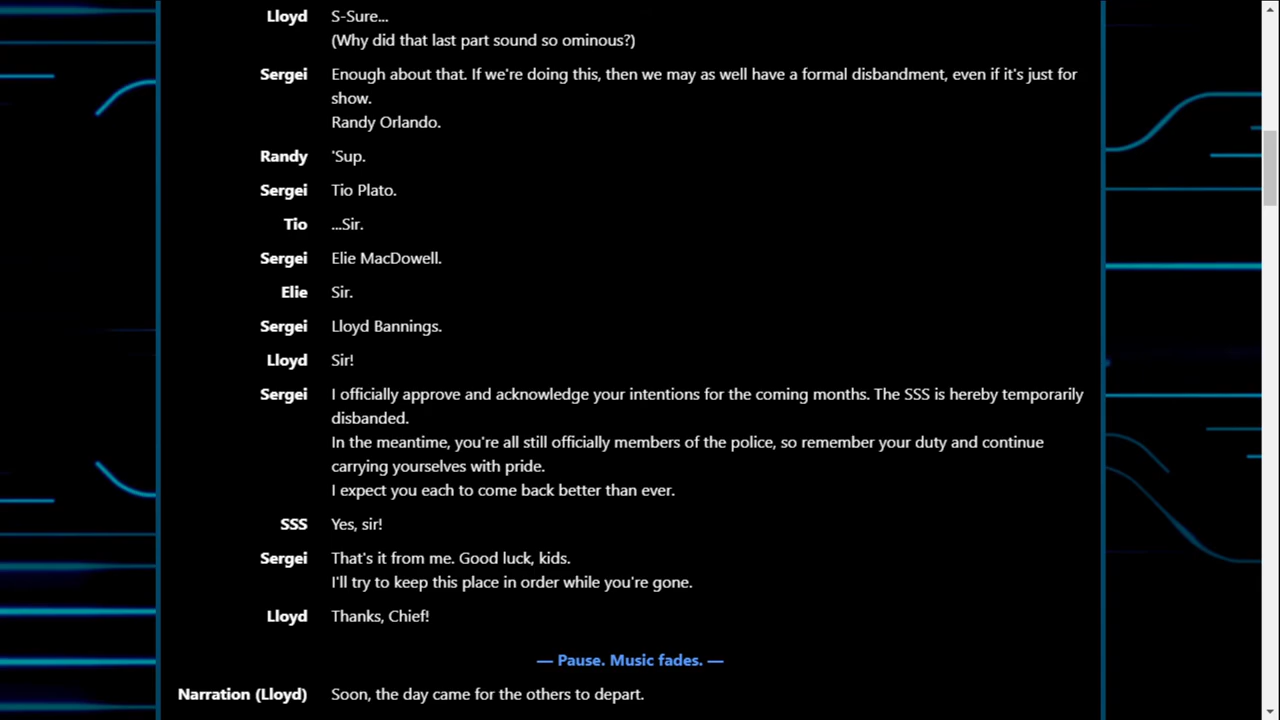 Lloyd S-Sure...
(Why did that last part sound so ominous?)
Sergei Enough about that. If we're doing this, then we may as well have a formal disbandment, even if it's just for
show.
Randy Orlando.
Randy 'Sup.
Sergei Tio Plato.
Tio ...Sir.
Sergei Elie MacDowell.
Elie Sir.
Sergei Lloyd Bannings.
Lloyd Sir!
Sergei I officially approve and acknowledge your intentions for the coming months. The SSS is hereby temporarily
disbanded.
In the meantime, you're all still officially members of the police, so remember your duty and continue
carrying yourselves with pride.
I expect you each to come back better than ever.
SSS Yes, sir!
Sergei That's it from me. Good luck, kids.
I'll try to keep this place in order while you're gone.
Lloyd Thanks, Chief!
— Pause. Music fades. —
Narration (Lloyd) Soon, the day came for the others to depart.